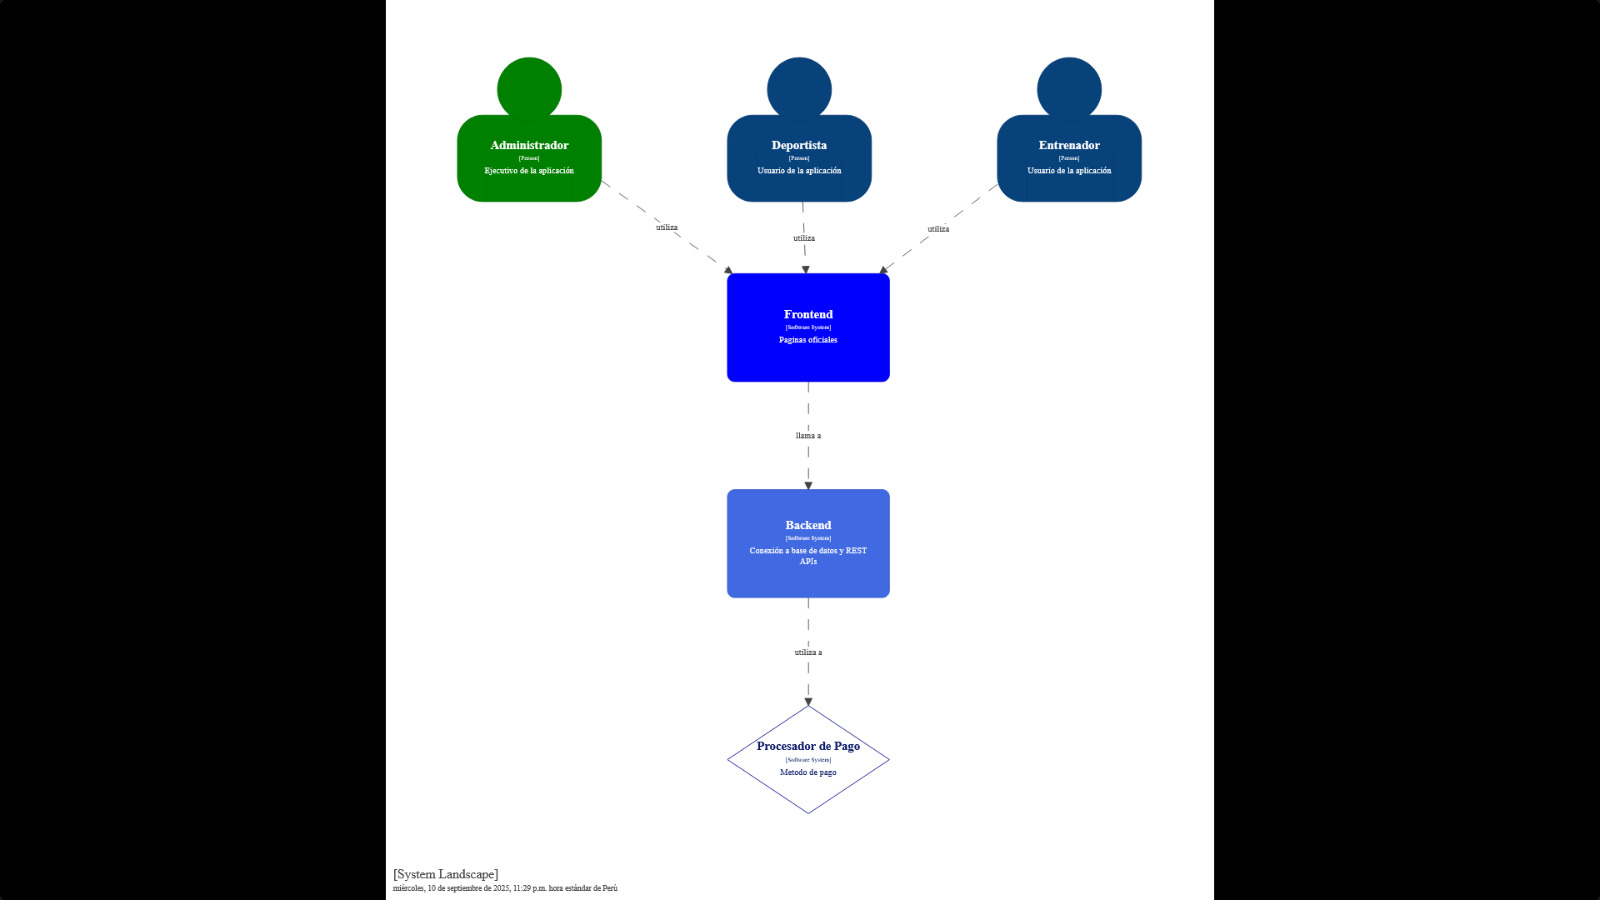 Administrador
[Person]
Ejecutivo de la aplicación
Deportista
[Person]
Usuario de la aplicación
Entrenador
[Person]
Usuario de la aplicación
utiliza
utiliza
utiliza
Frontend
[Software System]
Paginas oficiales
llama a
Backend
[Software System]
Conexión a base de datos y REST
APIs
utiliza a
Procesador de Pago
[Software System]
Metodo de pago
[System Landscape]
miércoles, 10 de septiembre de 2025, 11:29 p.m. hora estándar de Perú